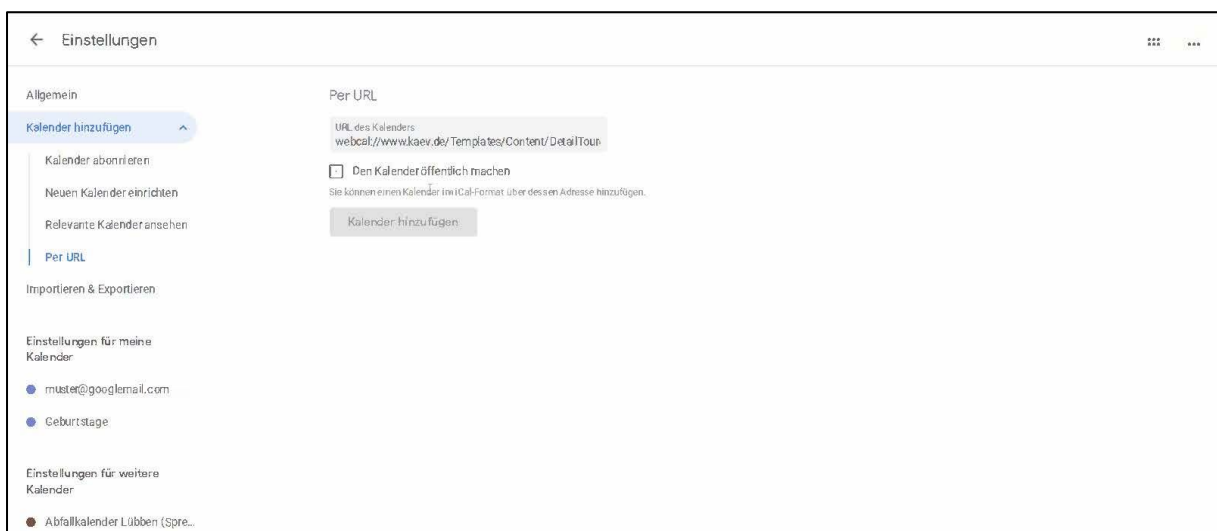 Einstellungen
Allgemein
Kalender hinzufügen
Kalender abonnieren
Neuen Kalender einrichten
Relevante Kalender ansehen
Per URL
Importieren & Exportieren
Einstellungen für meine
Kalender
muster@googlemail.com
Geburtstage
Einstellungen für weitere
Kalender
Abfallkalender Lübben (Spre...
Per URL
URL des Kalenders
webcal://www.kaev.de/Templates/Content/DetailTour
Den Kalender öffentlich machen
Sie können einen Kalender im iCal-Format über dessen Adresse hinzufügen.
Kalender hinzufügen